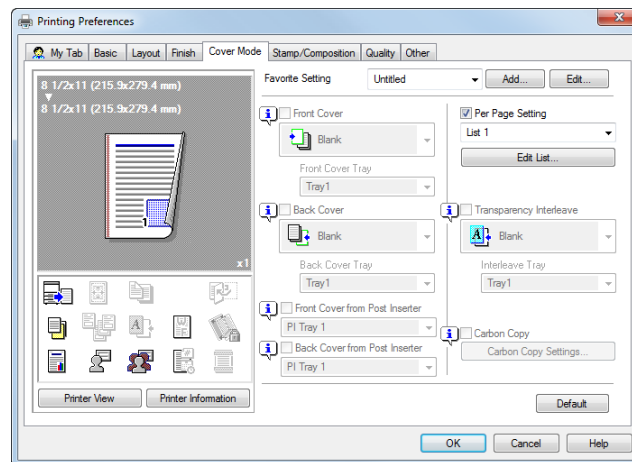 Printing Preferences
My Tab Basic Layout Finish Cover Mode Stamp/Composition Quality Other
8 1/2x11 (215.9x279.4 mm)
8 1/2x11 (215.9x279.4 mm)
1
x1
Printer View Printer Information
Favorite Setting Untitled Add... Edit...
Front Cover
Blank
Front Cover Tray
Tray1
Back Cover
Blank
Back Cover Tray
Tray1
Front Cover from Post Inserter
PI Tray 1
Back Cover from Post Inserter
PI Tray 1
Per Page Setting
List 1
Edit List...
Transparency Interleave
A Blank
Interleave Tray
Tray1
Carbon Copy
Carbon Copy Settings...
Default
OK Cancel Help